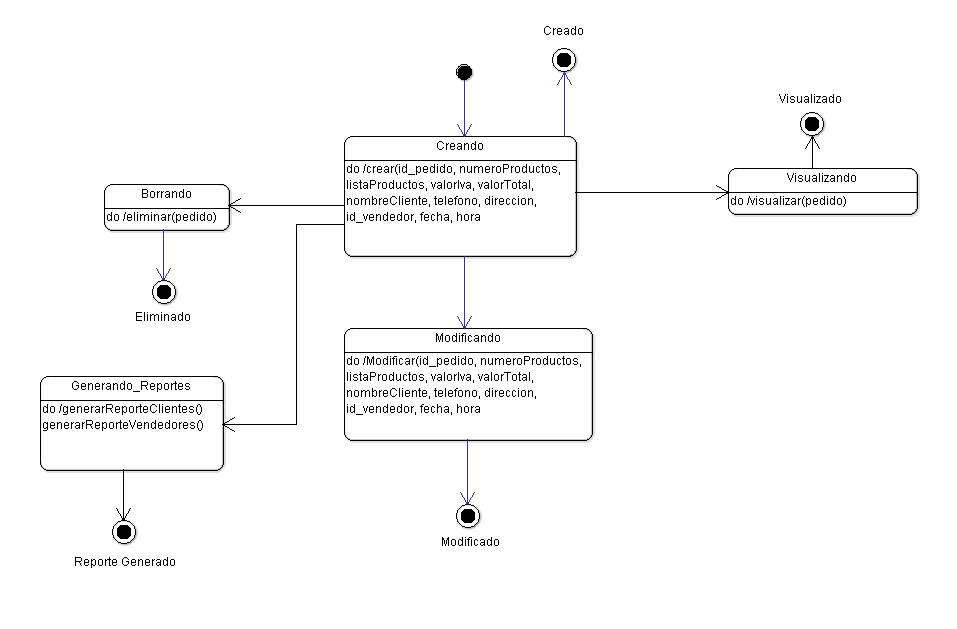 Creado
Visualizado
Creando
do /crear(id_pedido, numeroProductos,
listaProductos, valorIva, valorTotal,
nombreCliente, telefono, direccion,
id_vendedor, fecha, hora
Visualizando
do /visualizar(pedido)
Borrando
do /eliminar(pedido)
Eliminado
Modificando
do /Modificar(id_pedido, numeroProductos,
listaProductos, valorIva, valorTotal,
nombreCliente, telefono, direccion,
id_vendedor, fecha, hora
Generando_Reportes
do /generarReporteClientes()
generarReporteVendedores()
Modificado
Reporte Generado